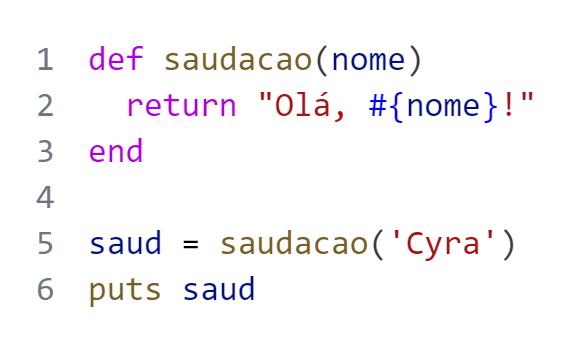 1 def saudacao(nome)
2   return "Olá, #{nome}!"
3 end
4
5 saud = saudacao('Cyra')
6 puts saud